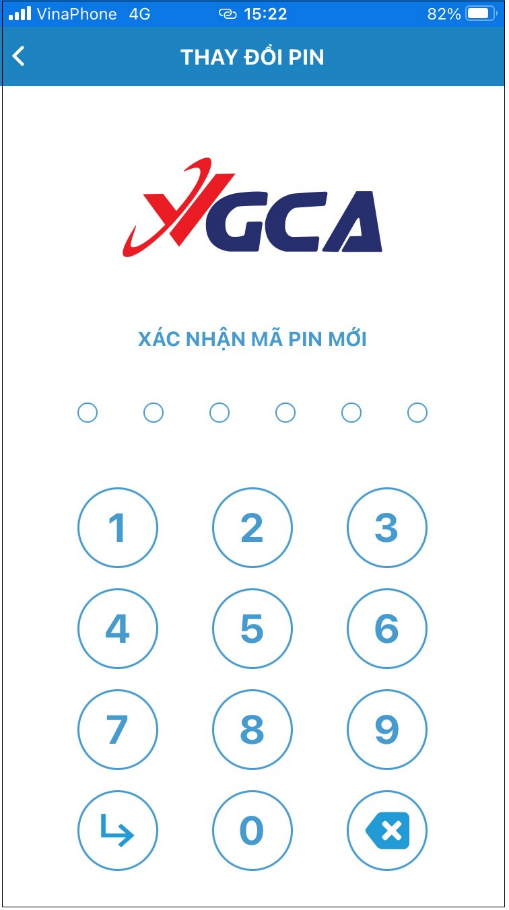 VinaPhone 4G 15:22 82%
THAY ĐỔI PIN
VGCA
XÁC NHẬN MÃ PIN MỚI
1 2 3
4 5 6
7 8 9
0